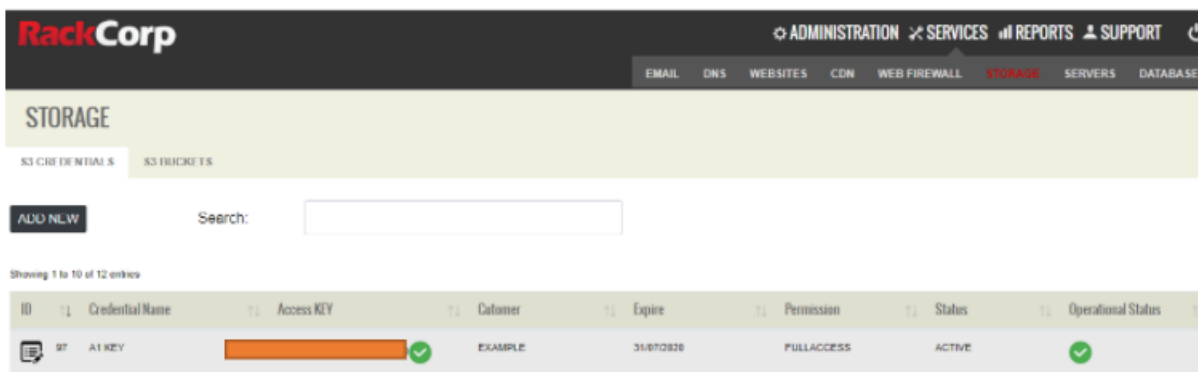 RackCorp
ADMINISTRATION SERVICES REPORTS SUPPORT
EMAIL DNS WEBSITES CDN WEB FIREWALL STORAGE SERVERS DATABASE
STORAGE
S3 CREDENTIALS S3 BUCKETS
ADD NEW Search:
Showing 1 to 10 of 12 entries
ID Credential Name Access KEY Cutomer Expire Permission Status Operational Status
97 A1 KEY EXAMPLE 31/07/2020 FULLACCESS ACTIVE